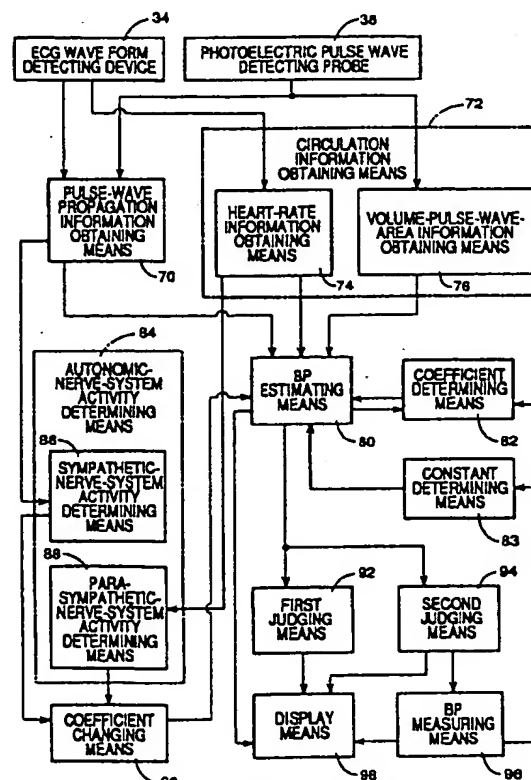 34
38
ECG WAVE FORM
DETECTING DEVICE
PHOTOELECTRIC PULSE WAVE
DETECTING PROBE
72
CIRCULATION
INFORMATION
OBTAINING MEANS
PULSE-WAVE
PROPAGATION
INFORMATION
OBTAINING
MEANS
70
HEART-RATE
INFORMATION
OBTAINING
MEANS
74
VOLUME-PULSE-WAVE-
AREA INFORMATION
OBTAINING MEANS
76
84
AUTONOMIC-
NERVE-SYSTEM
ACTIVITY
DETERMINING
MEANS
BP
ESTIMATING
MEANS
80
COEFFICIENT
DETERMINING
MEANS
82
86
SYMPATHETIC-
NERVE-SYSTEM
ACTIVITY
DETERMINING
MEANS
CONSTANT
DETERMINING
MEANS
83
88
PARA-
SYMPATHETIC-
NERVE-SYSTEM
ACTIVITY
DETERMINING
MEANS
92
FIRST
JUDGING
MEANS
94
SECOND
JUDGING
MEANS
COEFFICIENT
CHANGING
MEANS
DISPLAY
MEANS
98
BP
MEASURING
MEANS
96